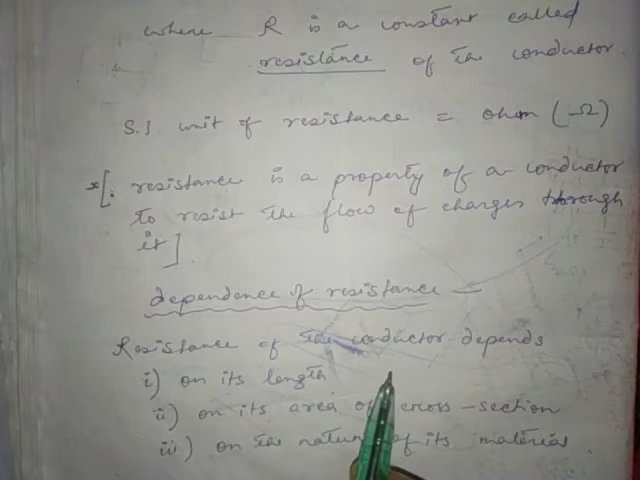 where R is a constant called
resistance of the conductor
S.I unit of resistance = ohm (Ω)
*[. resistance is a property of a conductor
to resist the flow of charges through
it]
dependence of resistance —
Resistance of the conductor depends
i) on its length
ii) on its area of cross-section
iii) on the nature of its material.